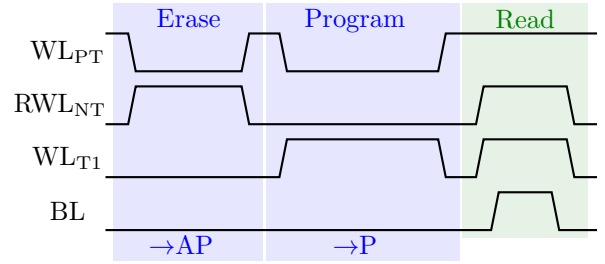 Erase Program Read
WL_PT
RWL_NT
WL_T1
BL
→AP →P